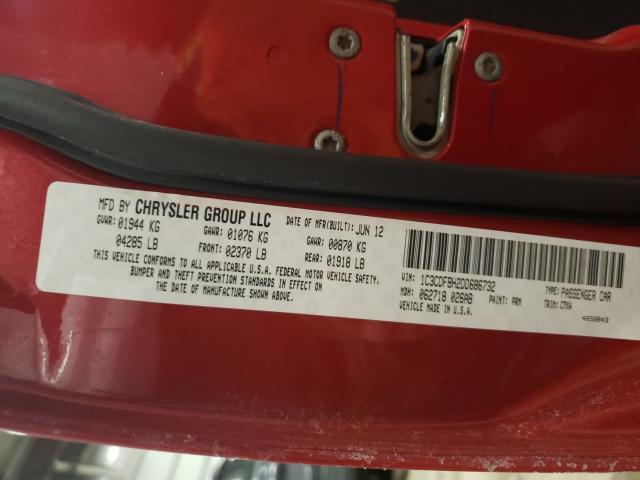 MFD BY CHRYSLER GROUP LLC DATE OF MFR(BUILT): JUN 12
GVWR: 01944 KG GAWR: 01076 KG GAWR: 00870 KG
04285 LB FRONT: 02370 LB REAR: 01918 LB
THIS VEHICLE CONFORMS TO ALL APPLICABLE U.S.A. FEDERAL MOTOR VEHICLE SAFETY,
BUMPER AND THEFT PREVENTION STANDARDS IN EFFECT ON
THE DATE OF MANUFACTURE SHOWN ABOVE.
VIN: 1C3CDFBH2DD686732 TYPE: PASSENGER CAR
MDH: 062718 026AB PAINT: PRM TRIM: C7XA
VEHICLE MADE IN U.S.A. 4658843